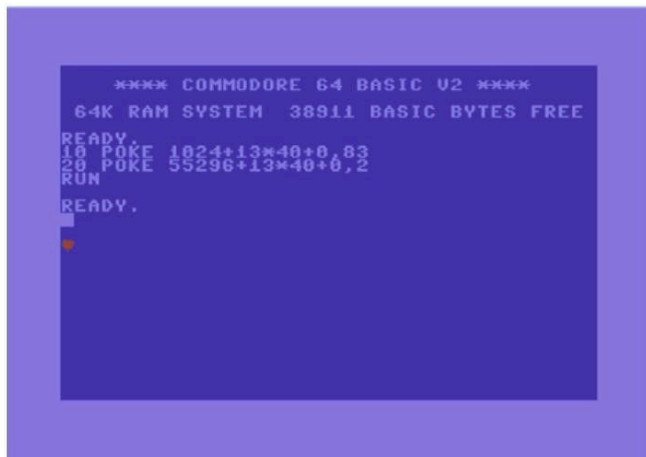 **** COMMODORE 64 BASIC V2 ****
64K RAM SYSTEM  38911 BASIC BYTES FREE
READY.
10 POKE 1024+13*40+0,83
20 POKE 55296+13*40+0,2
RUN
READY.